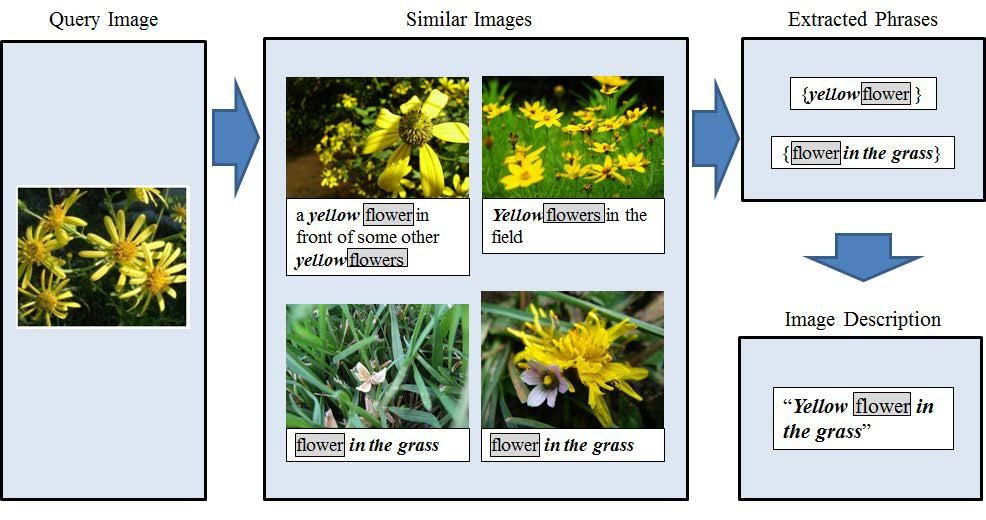 Query Image
Similar Images
Extracted Phrases
a yellow flower in
front of some other
yellow flowers
Yellow flowers in the
field
flower in the grass
flower in the grass
{yellow flower }
{flower in the grass}
Image Description
“Yellow flower in
the grass”